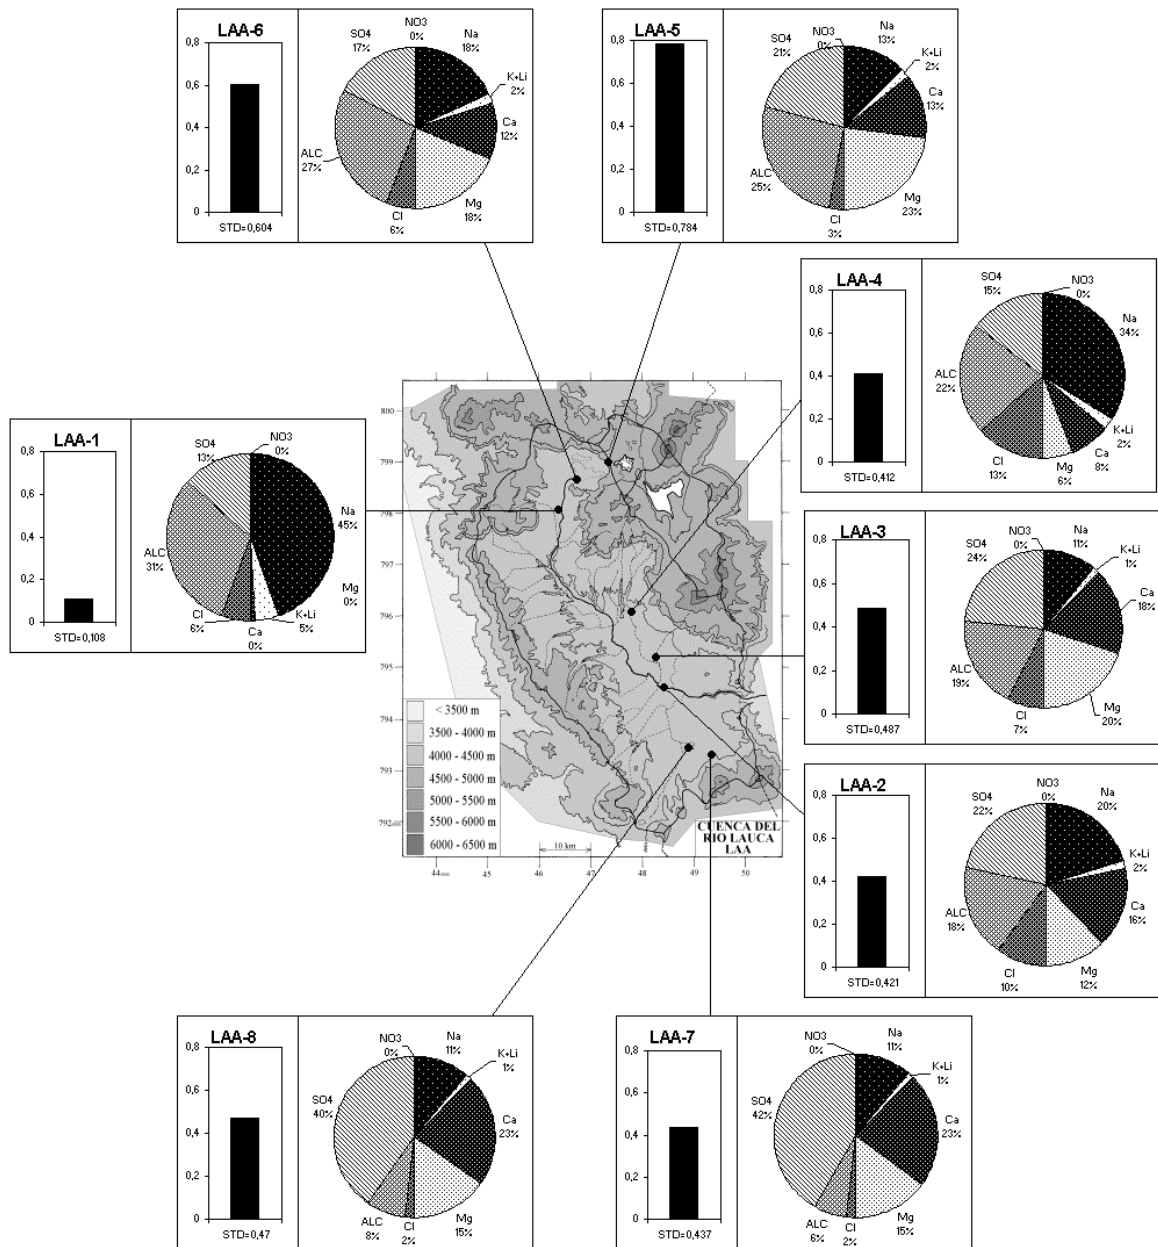 LAA-6
0,8
0,6
0,4
0,2
0
STD=0,604
NO3
0%
Na
18%
K+Li
2%
Ca
12%
Mg
18%
Cl
6%
ALC
27%
SO4
17%
LAA-5
0,8
0,6
0,4
0,2
0
STD=0,784
NO3
0%
Na
13%
K+Li
2%
Ca
13%
Mg
23%
Cl
3%
ALC
25%
SO4
21%
LAA-4
0,8
0,6
0,4
0,2
0
STD=0,412
NO3
0%
Na
34%
K+Li
2%
Ca
8%
Mg
6%
Cl
13%
ALC
22%
SO4
15%
LAA-1
0,8
0,6
0,4
0,2
0
STD=0,108
NO3
0%
Na
45%
Mg
0%
K+Li
5%
Ca
0%
Cl
6%
ALC
31%
SO4
13%
800
799
798
797
796
795
794
793
792
< 3500 m
3500 - 4000 m
4000 - 4500 m
4500 - 5000 m
5000 - 5500 m
5500 - 6000 m
6000 - 6500 m
10 km
CUENCA DEL
RIO LAUCA
LAA
44
45
46
47
48
49
50
LAA-3
0,8
0,6
0,4
0,2
0
STD=0,487
NO3
0%
Na
11%
K+Li
1%
Ca
18%
Mg
20%
Cl
7%
ALC
19%
SO4
24%
LAA-2
0,8
0,6
0,4
0,2
0
STD=0,421
NO3
0%
Na
20%
K+Li
2%
Ca
16%
Mg
12%
Cl
10%
ALC
18%
SO4
22%
LAA-8
0,8
0,6
0,4
0,2
0
STD=0,47
NO3
0%
Na
11%
K+Li
1%
Ca
23%
Mg
15%
Cl
2%
ALC
8%
SO4
40%
LAA-7
0,8
0,6
0,4
0,2
0
STD=0,437
NO3
0%
Na
11%
K+Li
1%
Ca
23%
Mg
15%
Cl
2%
ALC
6%
SO4
42%